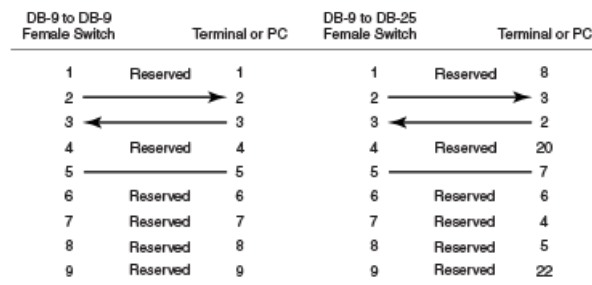 DB-9 to DB-9 DB-9 to DB-25
Female Switch Terminal or PC Female Switch Terminal or PC
1 Reserved 1 1 Reserved 8
2 2 2 3
3 3 3 2
4 Reserved 4 4 Reserved 20
5 5 5 7
6 Reserved 6 6 Reserved 6
7 Reserved 7 7 Reserved 4
8 Reserved 8 8 Reserved 5
9 Reserved 9 9 Reserved 22